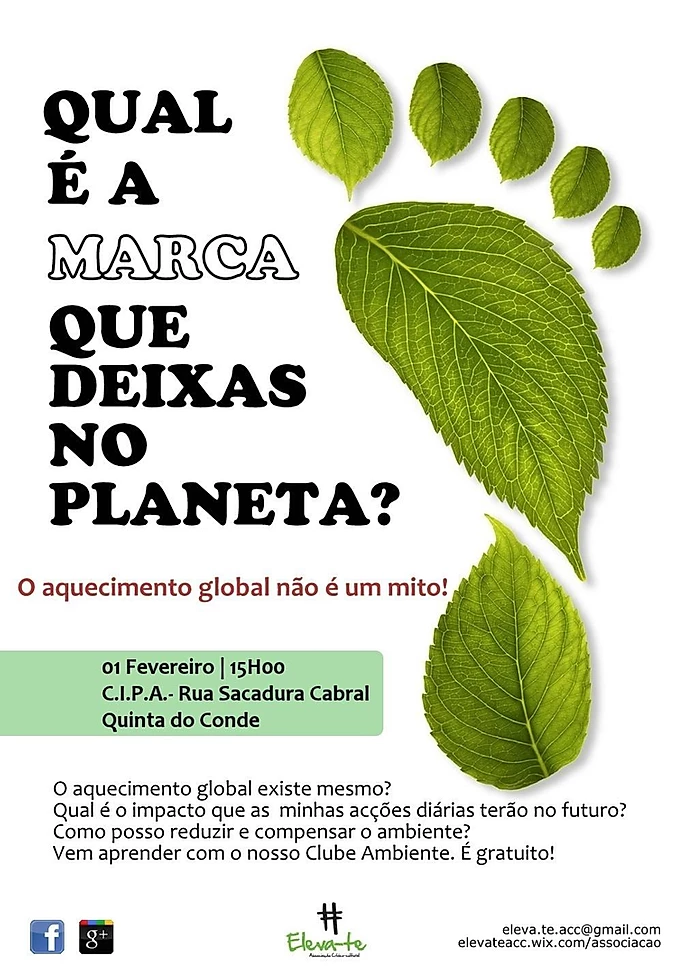 QUAL
É A
MARCA
QUE
DEIXAS
NO
PLANETA?
O aquecimento global não é um mito!
01 Fevereiro | 15H00
C.I.P.A.- Rua Sacadura Cabral
Quinta do Conde
O aquecimento global existe mesmo?
Qual é o impacto que as minhas acções diárias terão no futuro?
Como posso reduzir e compensar o ambiente?
Vem aprender com o nosso Clube Ambiente. É gratuito!
f
g+
Eleva-te
eleva.te.acc@gmail.com
elevateacc.wix.com/associacao